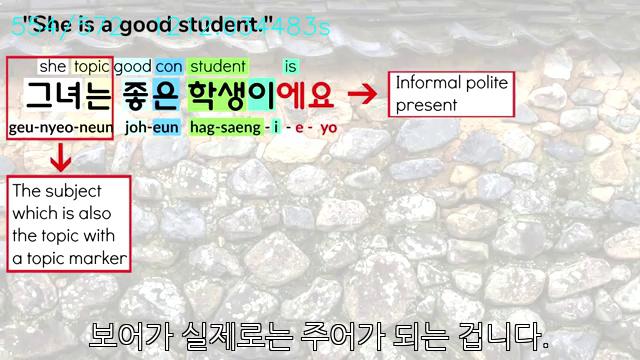 "She is a good student."
she topic good con student is
그녀는 좋은 학생이에요
geu-nyeo-neun joh-eun hag-saeng - i - e - yo
Informal polite
present
The subject
which is also
the topic with
a topic marker
보어가 실제로는 주어가 되는 겁니다.